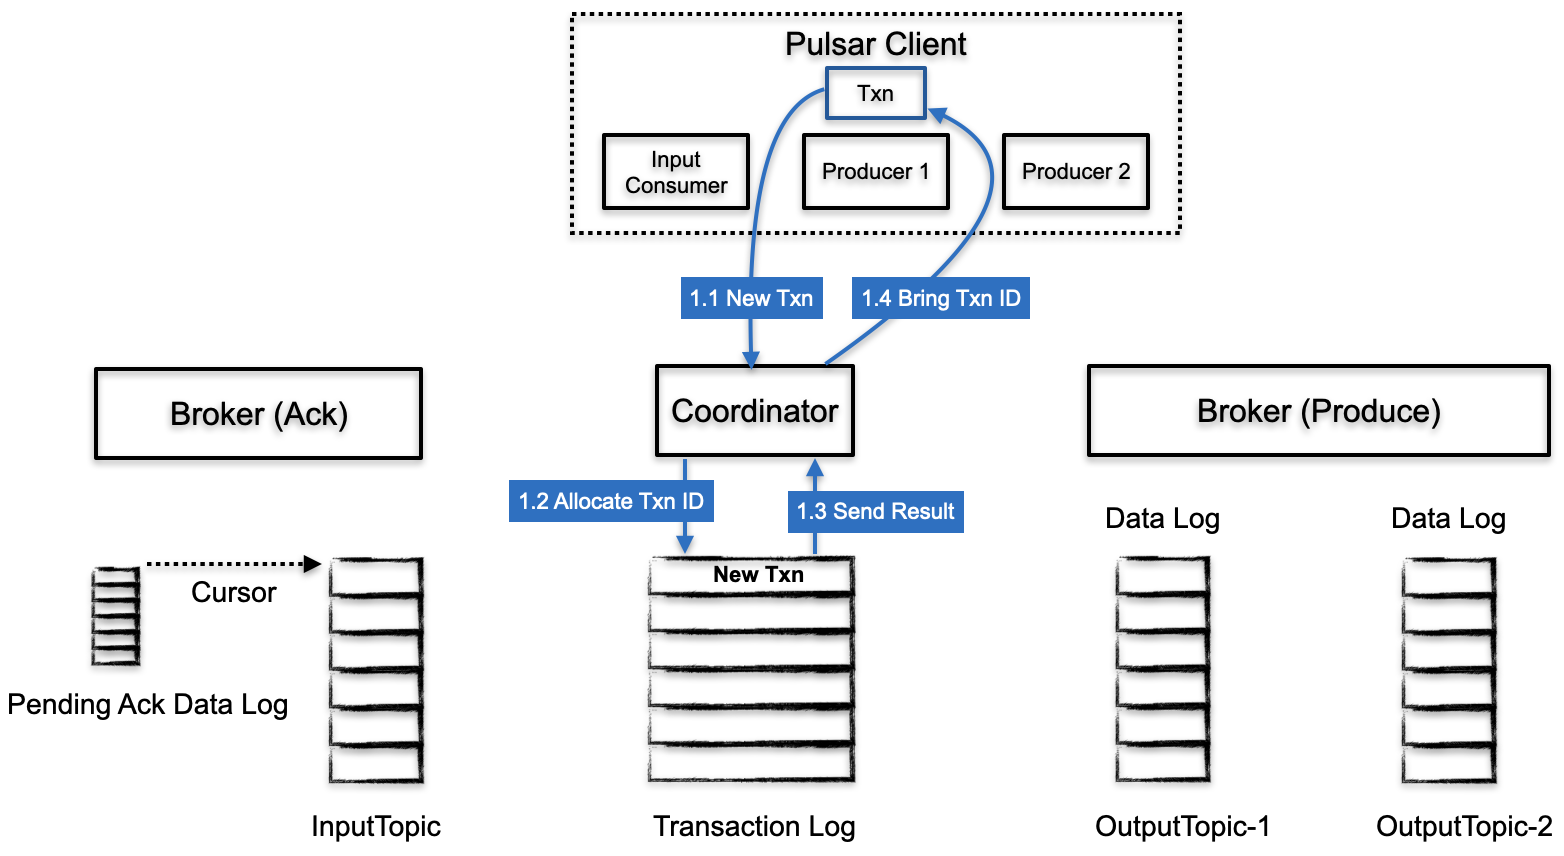 Pulsar Client
Txn
Input
Consumer
Producer 1
Producer 2
1.1 New Txn
1.4 Bring Txn ID
Broker (Ack)
Coordinator
Broker (Produce)
1.2 Allocate Txn ID
1.3 Send Result
Data Log
Data Log
Cursor
New Txn
Pending Ack Data Log
InputTopic
Transaction Log
OutputTopic-1
OutputTopic-2